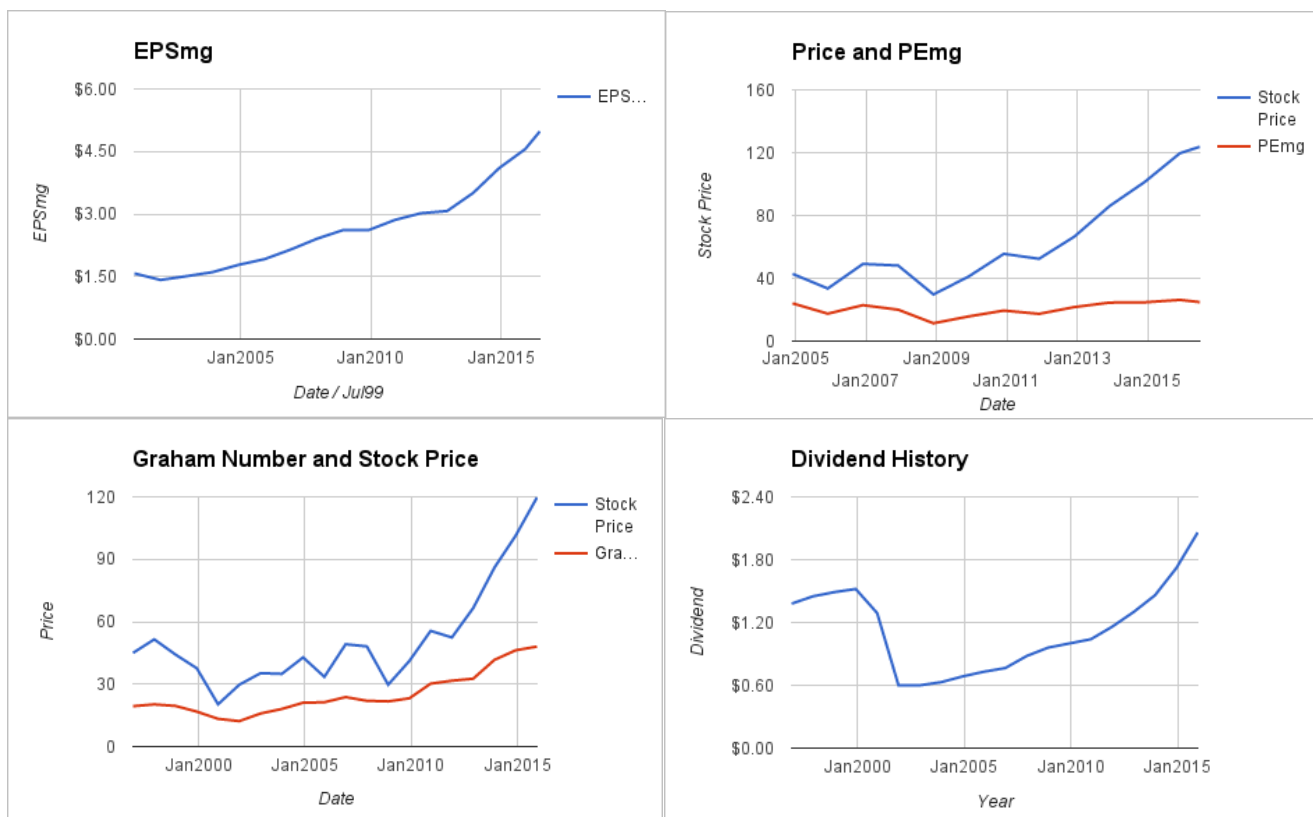 EPSmg
$6.00
$4.50
$3.00
$1.50
$0.00
EPSmg
Jan2005
Jan2010
Jan2015
Date / Jul99
EPS…
Price and PEmg
160
120
80
40
0
Stock Price
Jan2005
Jan2009
Jan2013
Jan2007
Jan2011
Jan2015
Date
Stock
Price
PEmg
Graham Number and Stock Price
120
90
60
30
0
Price
Jan2000
Jan2005
Jan2010
Jan2015
Date
Stock
Price
Gra…
Dividend History
$2.40
$1.80
$1.20
$0.60
$0.00
Dividend
Jan2000
Jan2005
Jan2010
Jan2015
Year